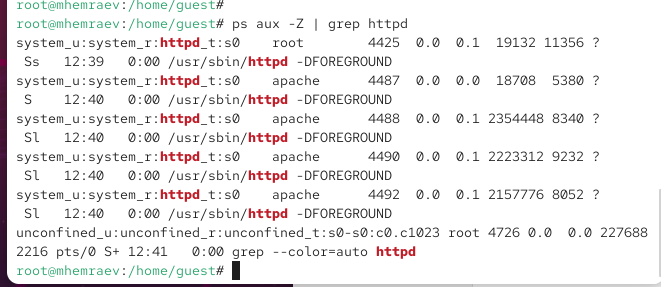 root@mhemraev:/home/guest#
root@mhemraev:/home/guest# ps aux -Z | grep httpd
system_u:system_r:httpd_t:s0    root      4425  0.0  0.1  19132 11356 ?
 Ss   12:39   0:00 /usr/sbin/httpd -DFOREGROUND
system_u:system_r:httpd_t:s0    apache    4487  0.0  0.0  18708  5380 ?
 S    12:40   0:00 /usr/sbin/httpd -DFOREGROUND
system_u:system_r:httpd_t:s0    apache    4488  0.0  0.1 2354448 8340 ?
 Sl   12:40   0:00 /usr/sbin/httpd -DFOREGROUND
system_u:system_r:httpd_t:s0    apache    4490  0.0  0.1 2223312 9232 ?
 Sl   12:40   0:00 /usr/sbin/httpd -DFOREGROUND
system_u:system_r:httpd_t:s0    apache    4492  0.0  0.1 2157776 8052 ?
 Sl   12:40   0:00 /usr/sbin/httpd -DFOREGROUND
unconfined_u:unconfined_r:unconfined_t:s0-s0:c0.c1023 root 4726 0.0  0.0 227688
2216 pts/0 S+ 12:41   0:00 grep --color=auto httpd
root@mhemraev:/home/guest#